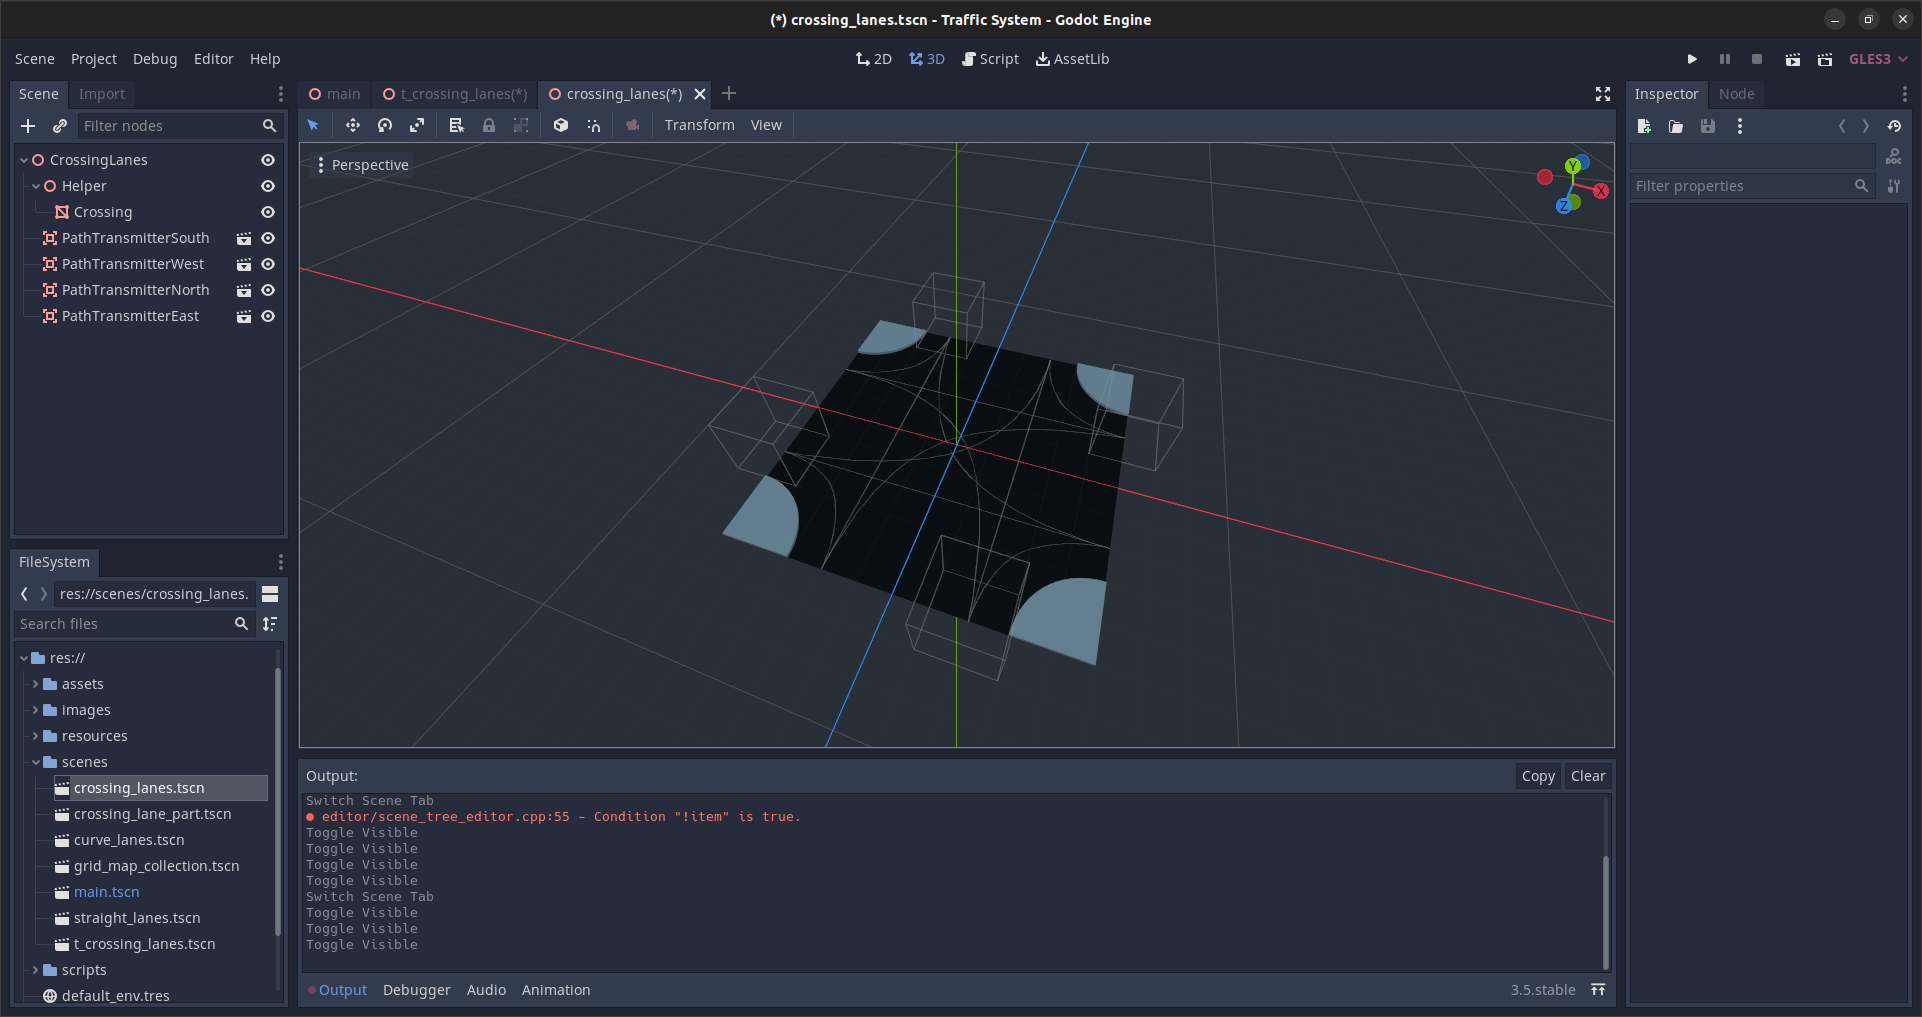 (*) crossing_lanes.tscn - Traffic System - Godot Engine
Scene Project Debug Editor Help
2D 3D Script AssetLib
GLES3
Scene Import
main t_crossing_lanes(*) crossing_lanes(*)
Inspector Node
Filter nodes
Transform View
CrossingLanes
Helper
Crossing
PathTransmitterSouth
PathTransmitterWest
PathTransmitterNorth
PathTransmitterEast
Perspective
Y
X
Z
DOC
Filter properties
FileSystem
res://scenes/crossing_lanes.
Search files
res://
assets
images
resources
scenes
crossing_lanes.tscn
crossing_lane_part.tscn
curve_lanes.tscn
grid_map_collection.tscn
main.tscn
straight_lanes.tscn
t_crossing_lanes.tscn
scripts
default_env.tres
Output:
Copy Clear
Switch Scene Tab
editor/scene_tree_editor.cpp:55 - Condition "!item" is true.
Toggle Visible
Toggle Visible
Toggle Visible
Toggle Visible
Switch Scene Tab
Toggle Visible
Toggle Visible
Toggle Visible
Output Debugger Audio Animation
3.5.stable